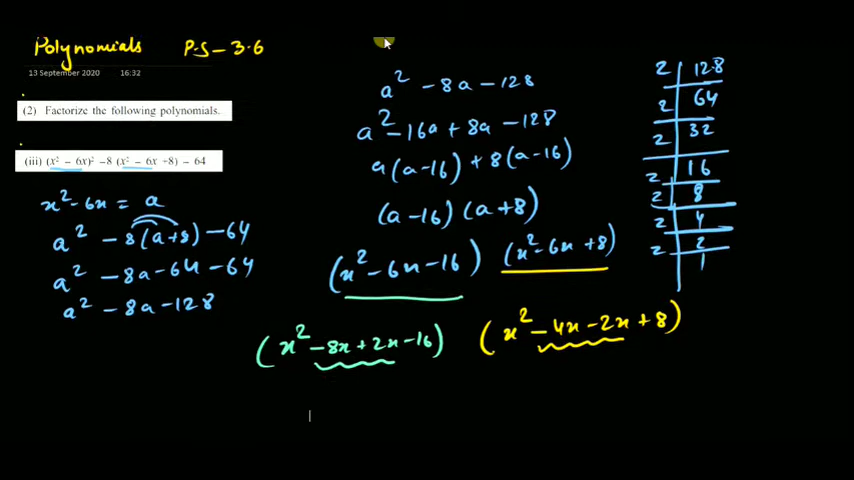 Polynomials P.S - 3.6
13 September 2020 16:32
(2) Factorize the following polynomials.
(iii) (x² – 6x)² –8 (x² – 6x +8) – 64
x² - 6x = a
a² - 8(a+8) - 64
a² - 8a - 64 - 64
a² - 8a - 128
a² - 8a - 128
a² - 16a + 8a - 128
a(a-16) + 8(a-16)
(a-16) (a+8)
(x² - 6x - 16) (x² - 6x + 8)
(x² - 8x + 2x - 16) (x² - 4x - 2x + 8)
2 | 128
2 | 64
2 | 32
2 | 16
2 | 8
2 | 4
2 | 2
| 1